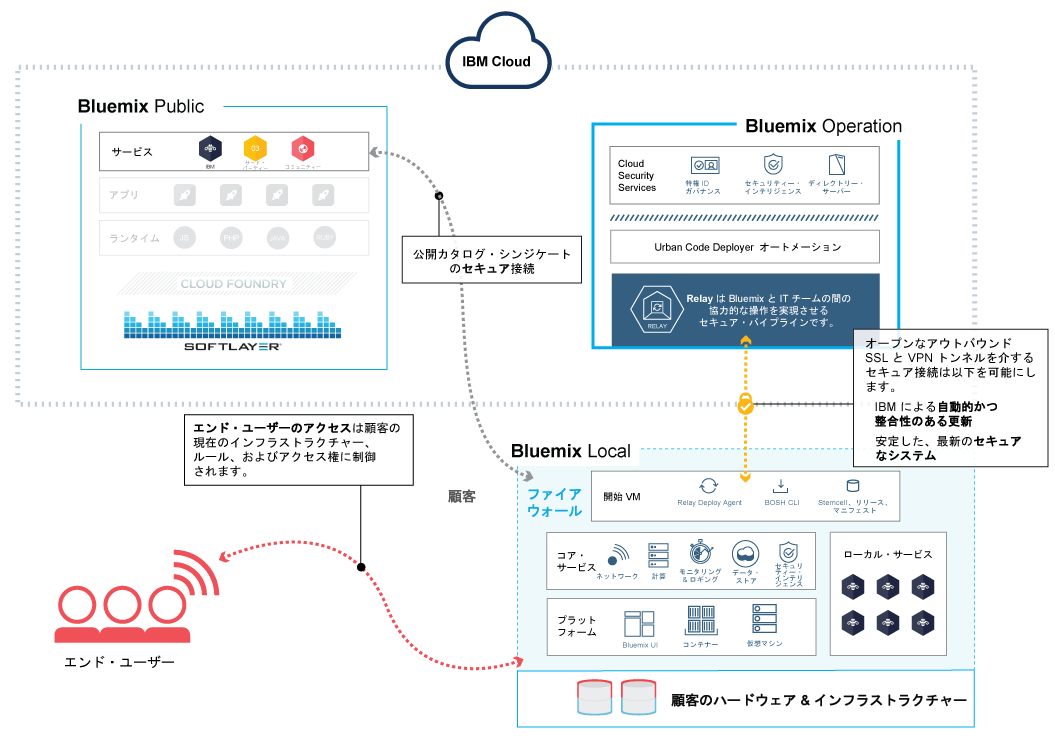 IBM Cloud
Bluemix Public
サービス
IBM
03
サード・
パーティー
コミュニティー
アプリ
ランタイム
JS
PHP
JAVA
RUBY
CLOUD FOUNDRY
SOFTLAYER
公開カタログ・シンジケート
のセキュア接続
Bluemix Operation
Cloud
Security
Services
特権 ID
ガバナンス
セキュリティー・
インテリジェンス
ディレクトリー・
サーバー
Urban Code Deployer オートメーション
RELAY
Relay は Bluemix と IT チームの間の
協力的な操作を実現させる
セキュア・パイプラインです。
オープンなアウトバウンド
SSL と VPN トンネルを介する
セキュア接続は以下を可能にし
ます。
IBM による自動的かつ
整合性のある更新
安定した、最新のセキュア
なシステム
エンド・ユーザーのアクセスは顧客の
現在のインフラストラクチャー、
ルール、およびアクセス権に制御
されます。
顧客
エンド・ユーザー
Bluemix Local
ファイア
ウォール
開始 VM
Relay Deploy Agent
BOSH CLI
Stemcell、リリース、
マニフェスト
コア・
サービス
ネットワーク
計算
モニタリング
& ロギング
データ・
ストア
セキュリ
ティー・
インテリ
ジェンス
ローカル・サービス
プラット
フォーム
Bluemix UI
コンテナー
仮想マシン
顧客のハードウェア & インフラストラクチャー